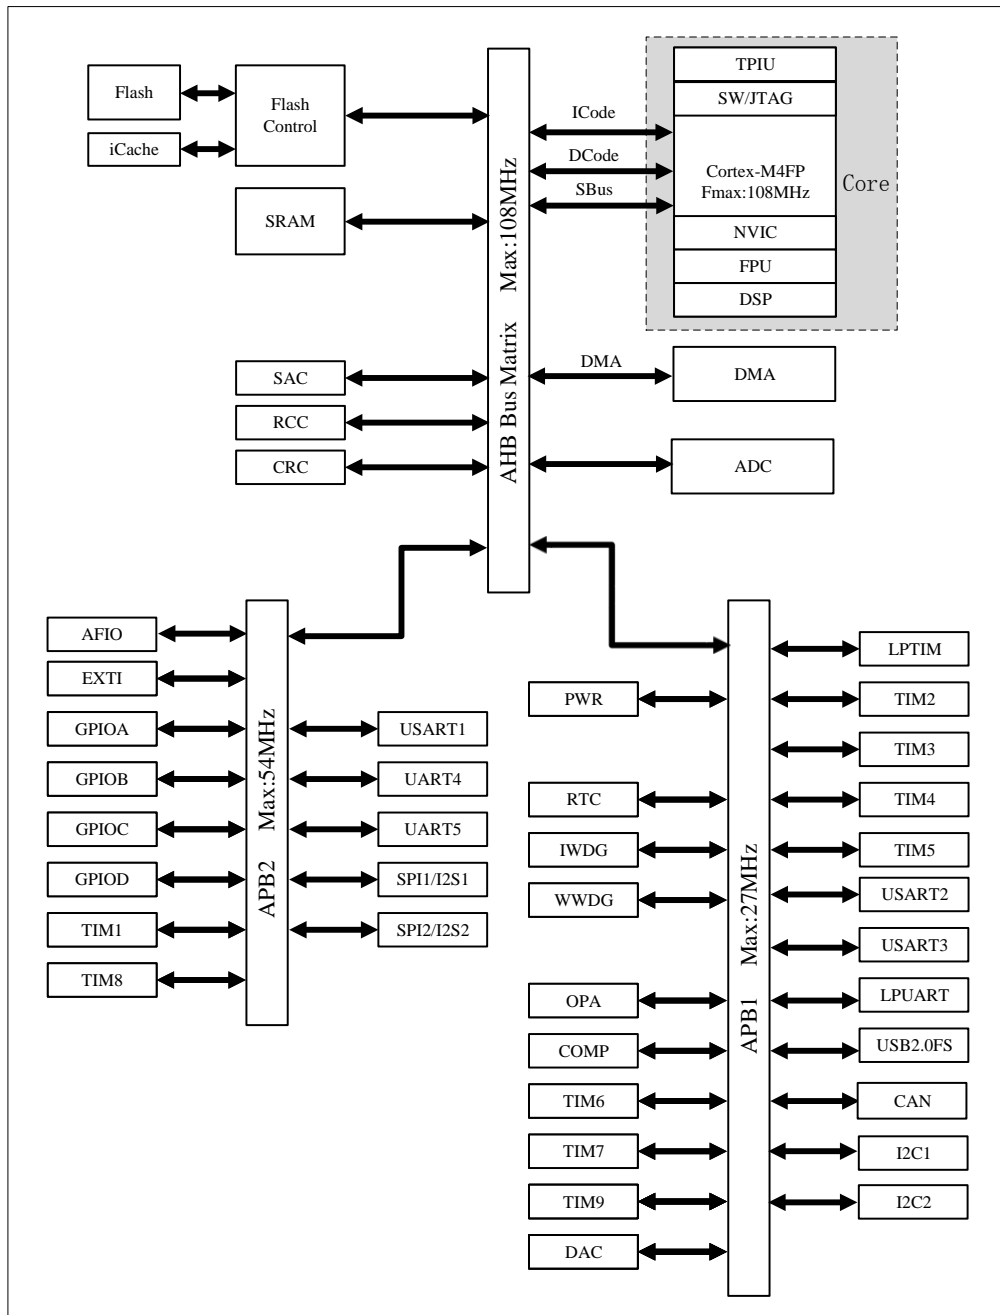 Flash
iCache
Flash
Control
SRAM
SAC
RCC
CRC
AHB Bus Matrix Max:108MHz
ICode
DCode
SBus
TPIU
SW/JTAG
Cortex-M4FP
Fmax:108MHz
NVIC
FPU
DSP
Core
DMA
DMA
ADC
AFIO
EXTI
GPIOA
GPIOB
GPIOC
GPIOD
TIM1
TIM8
APB2 Max:54MHz
USART1
UART4
UART5
SPI1/I2S1
SPI2/I2S2
PWR
RTC
IWDG
WWDG
OPA
COMP
TIM6
TIM7
TIM9
DAC
APB1 Max:27MHz
LPTIM
TIM2
TIM3
TIM4
TIM5
USART2
USART3
LPUART
USB2.0FS
CAN
I2C1
I2C2